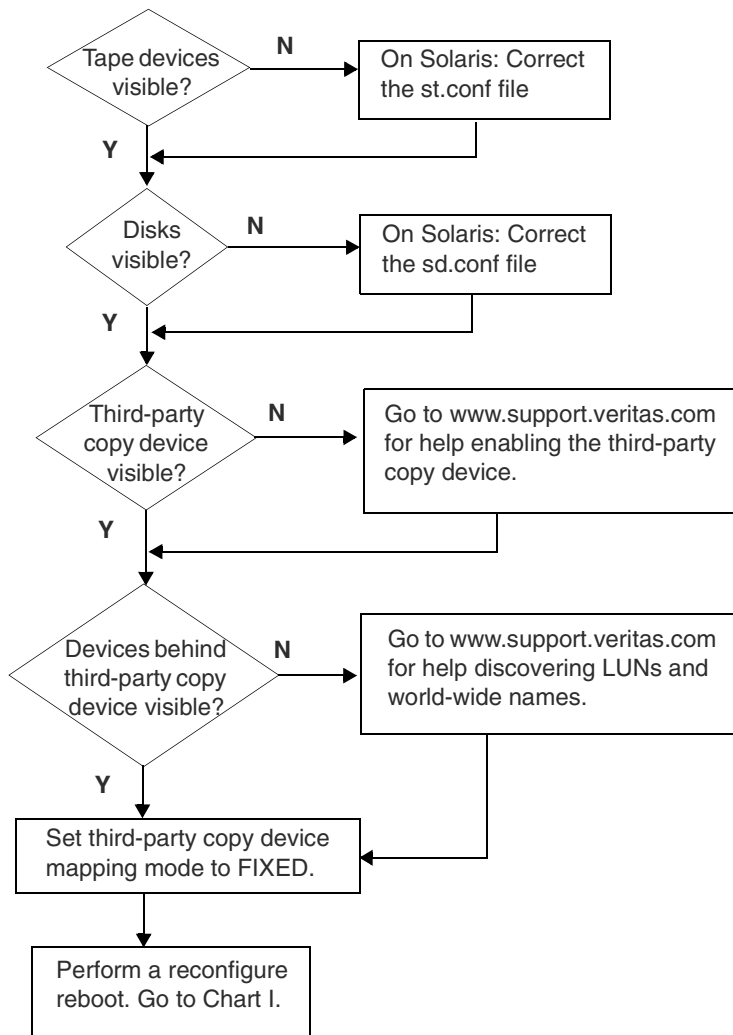 Tape devices
visible?
N
On Solaris: Correct
the st.conf file
Y
Disks
visible?
N
On Solaris: Correct
the sd.conf file
Y
Third-party
copy device
visible?
N
Go to www.support.veritas.com
for help enabling the third-party
copy device.
Y
Devices behind
third-party copy
device visible?
N
Go to www.support.veritas.com
for help discovering LUNs and
world-wide names.
Y
Set third-party copy device
mapping mode to FIXED.
Perform a reconfigure
reboot. Go to Chart I.